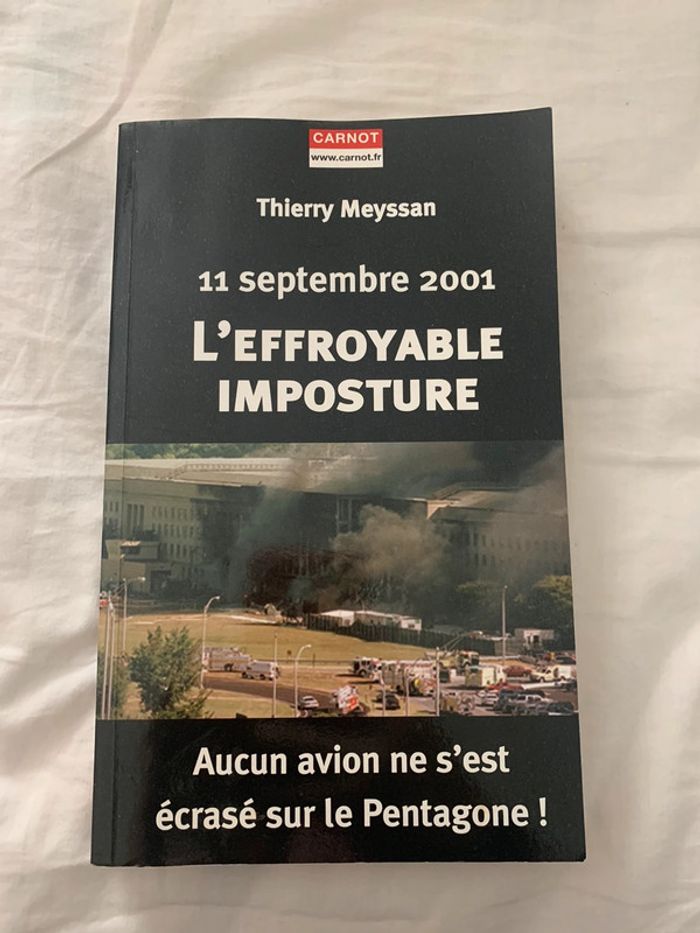 CARNOT
www.carnot.fr
Thierry Meyssan
11 septembre 2001
L'EFFROYABLE
IMPOSTURE
Aucun avion ne s'est
écrasé sur le Pentagone !